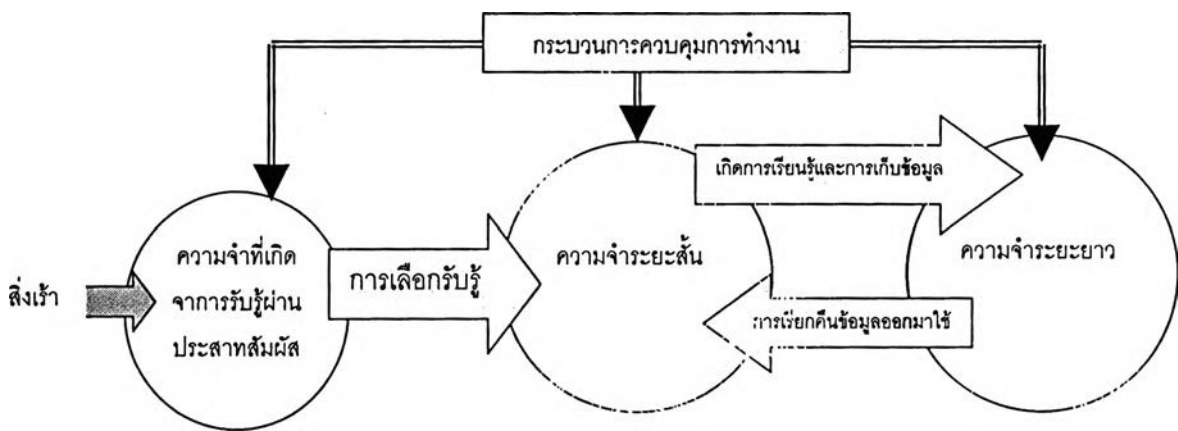 กระบวนการควบคุมการทำงาน
เกิดการเรียนรู้และการเก็บข้อมูล
สิ่งเร้า
ความจำที่เกิด
จาการรับรู้ผ่าน
ประสาทสัมผัส
การเลือกรับรู้
ความจำระยะสั้น
ความจำระยะยาว
การเรียกคืนข้อมูลออกมาใช้